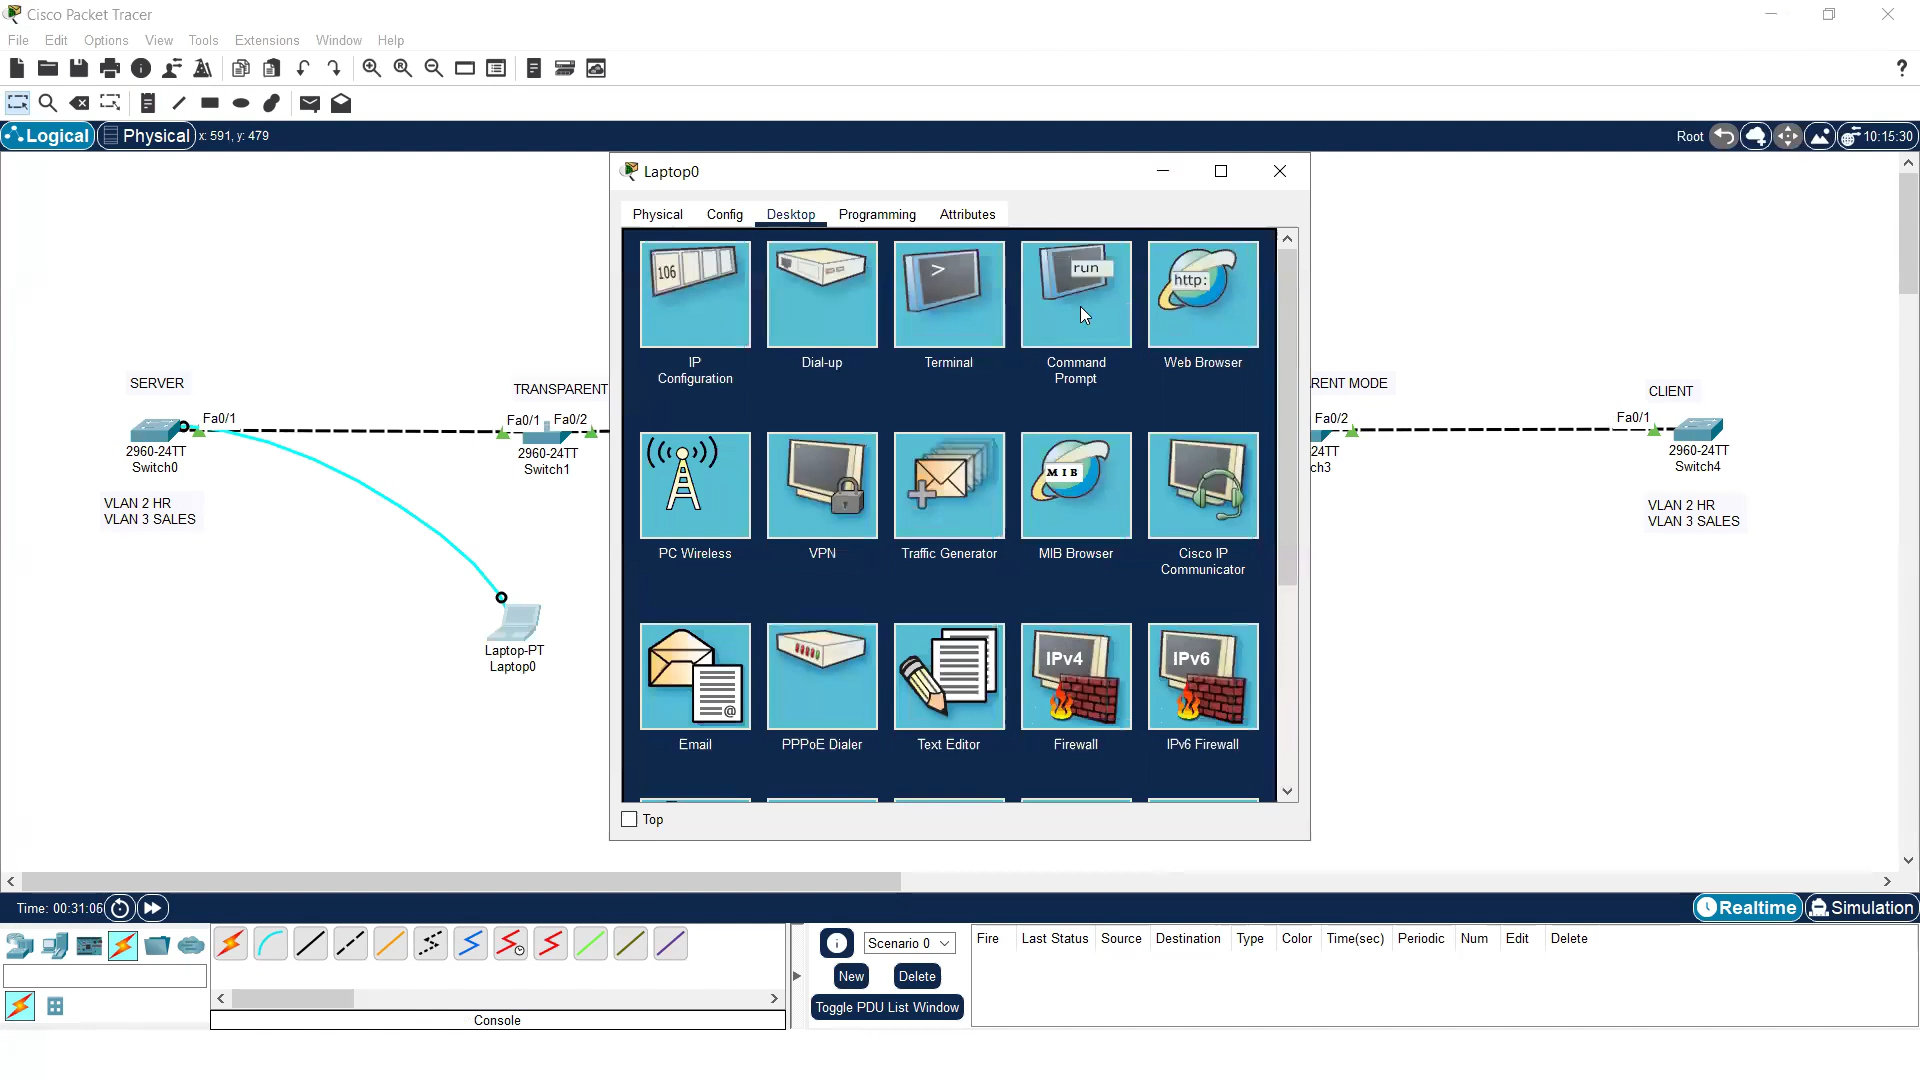 Cisco Packet Tracer
File Edit Options View Tools Extensions Window Help
?
Logical Physical x: 591, y: 479
Root 10:15:30
Laptop0
Physical Config Desktop Programming Attributes
106
>
run
http:
IP
Configuration
Dial-up
Terminal
Command
Prompt
Web Browser
MIB
PC Wireless
VPN
Traffic Generator
MIB Browser
Cisco IP
Communicator
@
IPv4
IPv6
Email
PPPoE Dialer
Text Editor
Firewall
IPv6 Firewall
Top
SERVER
Fa0/1
2960-24TT
Switch0
VLAN 2 HR
VLAN 3 SALES
TRANSPARENT
Fa0/1 Fa0/2
2960-24TT
Switch1
Laptop-PT
Laptop0
RENT MODE
Fa0/2
24TT
ch3
CLIENT
Fa0/1
2960-24TT
Switch4
VLAN 2 HR
VLAN 3 SALES
Time: 00:31:06
Realtime Simulation
Scenario 0
New Delete
Toggle PDU List Window
Fire Last Status Source Destination Type Color Time(sec) Periodic Num Edit Delete
Console